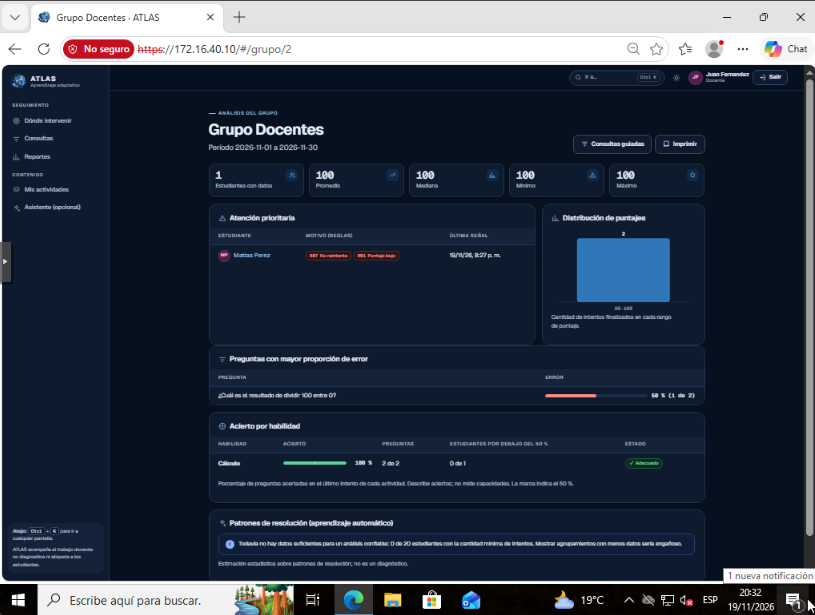 Grupo Docentes - ATLAS
No seguro
https://172.16.40.10/#/grupo/2
Chat
ATLAS
Aprendizaje adaptativo
Ctrl K
JF
Juan Fernandez
Docente
Salir
SEGUIMIENTO
Dónde intervenir
Consultas
Reportes
CONTENIDO
Mis actividades
Asistente (opcional)
— ANÁLISIS DEL GRUPO
Grupo Docentes
Período 2026-11-01 a 2026-11-30
Consultas guiadas
Imprimir
1
Estudiantes con datos
100
Promedio
100
Mediana
100
Mínimo
100
Máximo
Atención prioritaria
ESTUDIANTE MOTIVO (REGLAS) ÚLTIMA SEÑAL
MP Matias Perez No reintenta Puntaje bajo 19/11/26, 8:27 p. m.
Distribución de puntajes
2
Cantidad de intentos finalizados en cada rango
de puntaje.
Preguntas con mayor proporción de error
PREGUNTA ERROR
¿Cuál es el resultado de dividir 100 entre 0? 50 % (1 de 2)
Acierto por habilidad
HABILIDAD ACIERTO PREGUNTAS ESTUDIANTES POR DEBAJO DEL 50 % ESTADO
Cálculo 100 % 2 de 2 0 de 1 ✓ Adecuado
Porcentaje de preguntas acertadas en el último intento de cada actividad. Describe aciertos; no mide capacidades. La marca indica el 50 %.
Patrones de resolución (aprendizaje automático)
Todavía no hay datos suficientes para un análisis confiable: 0 de 20 estudiantes con la cantidad mínima de intentos. Mostrar agrupamientos con menos datos sería engañoso.
Estimación estadística sobre patrones de resolución; no es un diagnóstico.
Atajo: Ctrl + K para ir a
cualquier pantalla.
ATLAS acompaña el trabajo docente:
no diagnostica ni etiqueta a los
estudiantes.
1 nueva notificación
Escribe aquí para buscar.
19°C
ESP
20:32
19/11/2026
1